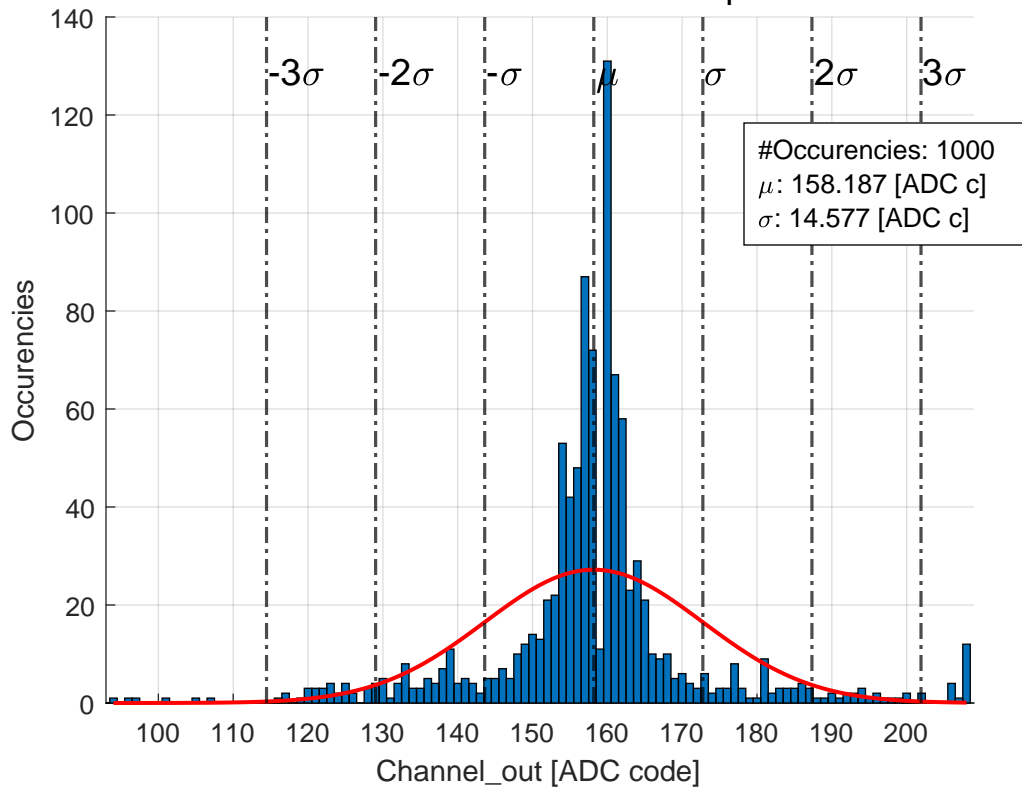 140
120
100
80
60
40
20
0
Occurencies
-3σ
-2σ
-σ
μ
σ
2σ
3σ
#Occurencies: 1000
μ: 158.187 [ADC c]
σ: 14.577 [ADC c]
100 110 120 130 140 150 160 170 180 190 200
Channel_out [ADC code]